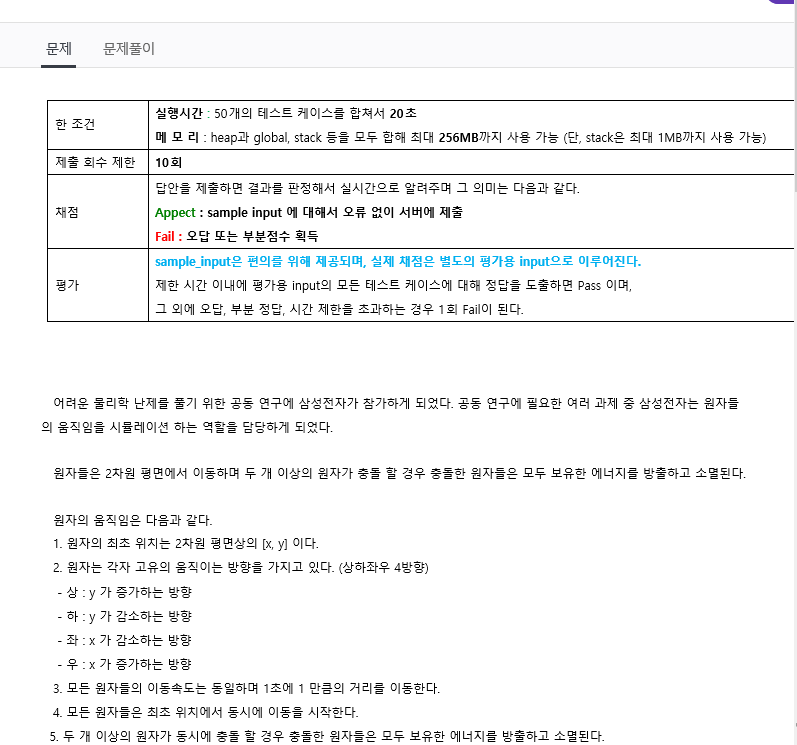 문제 문제풀이
한 조건
실행시간 : 50개의 테스트 케이스를 합쳐서 20초
메 모 리 : heap과 global, stack 등을 모두 합해 최대 256MB까지 사용 가능 (단, stack은 최대 1MB까지 사용 가능)
제출 회수 제한 10회
채점
답안을 제출하면 결과를 판정해서 실시간으로 알려주며 그 의미는 다음과 같다.
Appect : sample input 에 대해서 오류 없이 서버에 제출
Fail : 오답 또는 부분점수 획득
평가
sample_input은 편의를 위해 제공되며, 실제 채점은 별도의 평가용 input으로 이루어진다.
제한 시간 이내에 평가용 input의 모든 테스트 케이스에 대해 정답을 도출하면 Pass 이며,
그 외에 오답, 부분 정답, 시간 제한을 초과하는 경우 1회 Fail이 된다.
어려운 물리학 난제를 풀기 위한 공동 연구에 삼성전자가 참가하게 되었다. 공동 연구에 필요한 여러 과제 중 삼성전자는 원자들
의 움직임을 시뮬레이션 하는 역할을 담당하게 되었다.
원자들은 2차원 평면에서 이동하며 두 개 이상의 원자가 충돌 할 경우 충돌한 원자들은 모두 보유한 에너지를 방출하고 소멸된다.
원자의 움직임은 다음과 같다.
1. 원자의 최초 위치는 2차원 평면상의 [x, y] 이다.
2. 원자는 각자 고유의 움직이는 방향을 가지고 있다. (상하좌우 4방향)
- 상 : y 가 증가하는 방향
- 하 : y 가 감소하는 방향
- 좌 : x 가 감소하는 방향
- 우 : x 가 증가하는 방향
3. 모든 원자들의 이동속도는 동일하며 1초에 1 만큼의 거리를 이동한다.
4. 모든 원자들은 최초 위치에서 동시에 이동을 시작한다.
5. 두 개 이상의 원자가 동시에 충돌 할 경우 충돌한 원자들은 모두 보유한 에너지를 방출하고 소멸된다.